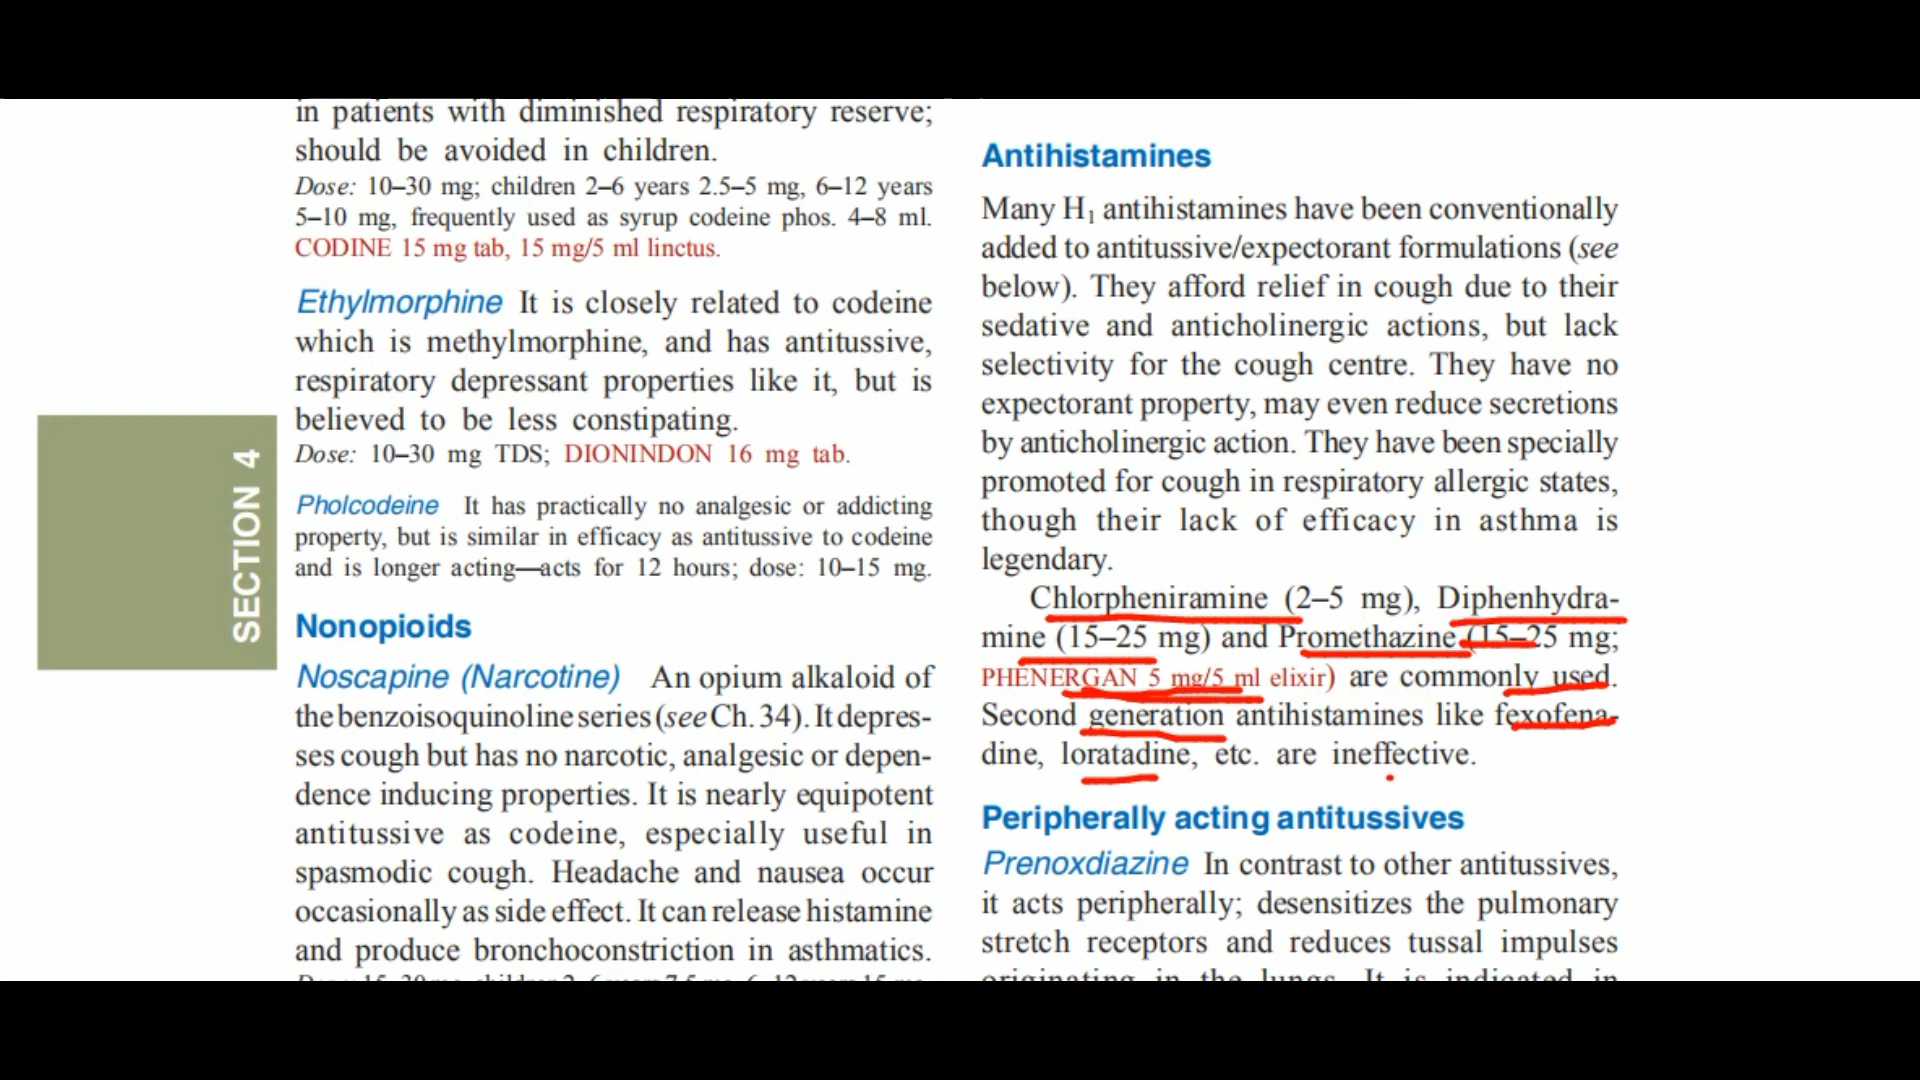 in patients with diminished respiratory reserve;
should be avoided in children.
Dose: 10–30 mg; children 2–6 years 2.5–5 mg, 6–12 years
5–10 mg, frequently used as syrup codeine phos. 4–8 ml.
CODINE 15 mg tab, 15 mg/5 ml linctus.
Ethylmorphine It is closely related to codeine
which is methylmorphine, and has antitussive,
respiratory depressant properties like it, but is
believed to be less constipating.
Dose: 10–30 mg TDS; DIONINDON 16 mg tab.
Pholcodeine It has practically no analgesic or addicting
property, but is similar in efficacy as antitussive to codeine
and is longer acting—acts for 12 hours; dose: 10–15 mg.
SECTION 4
Nonopioids
Noscapine (Narcotine) An opium alkaloid of
the benzoisoquinoline series (see Ch. 34). It depres-
ses cough but has no narcotic, analgesic or depen-
dence inducing properties. It is nearly equipotent
antitussive as codeine, especially useful in
spasmodic cough. Headache and nausea occur
occasionally as side effect. It can release histamine
and produce bronchoconstriction in asthmatics.
Antihistamines
Many H₁ antihistamines have been conventionally
added to antitussive/expectorant formulations (see
below). They afford relief in cough due to their
sedative and anticholinergic actions, but lack
selectivity for the cough centre. They have no
expectorant property, may even reduce secretions
by anticholinergic action. They have been specially
promoted for cough in respiratory allergic states,
though their lack of efficacy in asthma is
legendary.
Chlorpheniramine (2–5 mg), Diphenhydra-
mine (15–25 mg) and Promethazine (15–25 mg;
PHENERGAN 5 mg/5 ml elixir) are commonly used.
Second generation antihistamines like fexofena-
dine, loratadine, etc. are ineffective.
Peripherally acting antitussives
Prenoxdiazine In contrast to other antitussives,
it acts peripherally; desensitizes the pulmonary
stretch receptors and reduces tussal impulses
originating in the lungs. It is indicated in